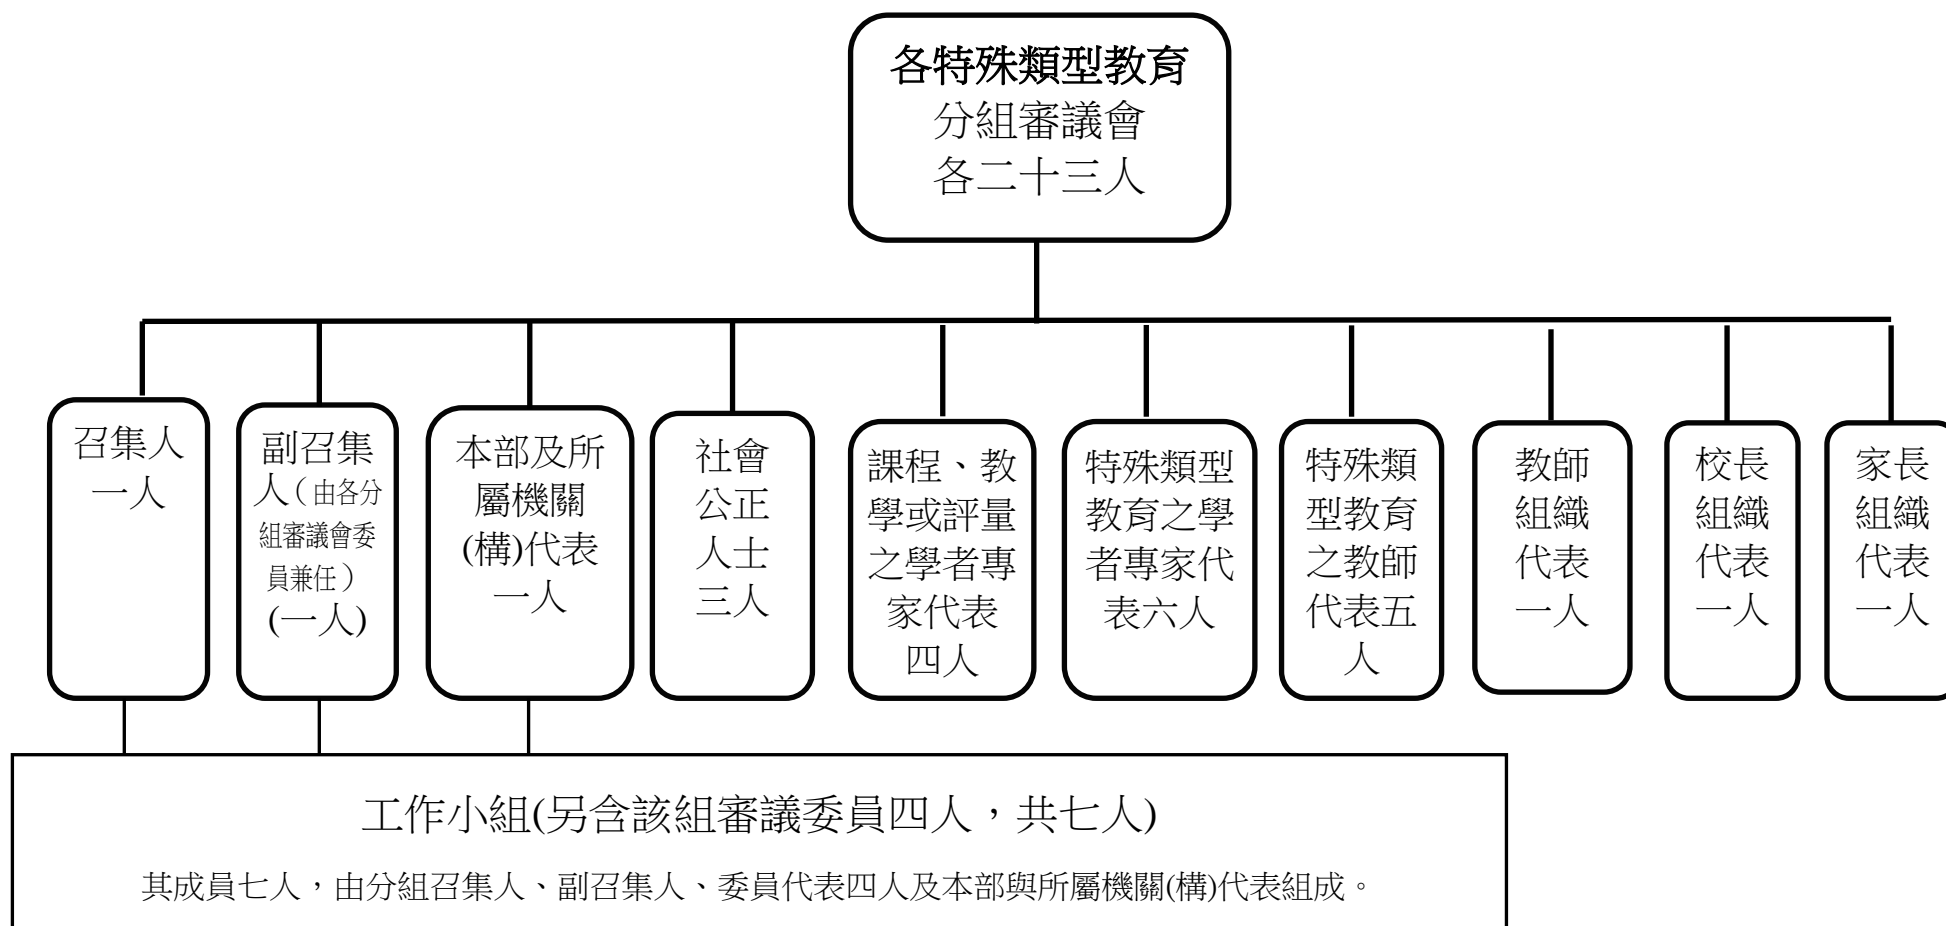 各特殊類型教育
分組審議會
各二十三人
召集人
一人
副召集
人（由各分
組審議會委
員兼任）
(一人)
本部及所
屬機關
(構)代表
一人
社會
公正
人士
三人
課程、教
學或評量
之學者專
家代表
四人
特殊類型
教育之學
者專家代
表六人
特殊類
型教育
之教師
代表五
人
教師
組織
代表
一人
校長
組織
代表
一人
家長
組織
代表
一人
工作小組(另含該組審議委員四人，共七人)
其成員七人，由分組召集人、副召集人、委員代表四人及本部與所屬機關(構)代表組成。